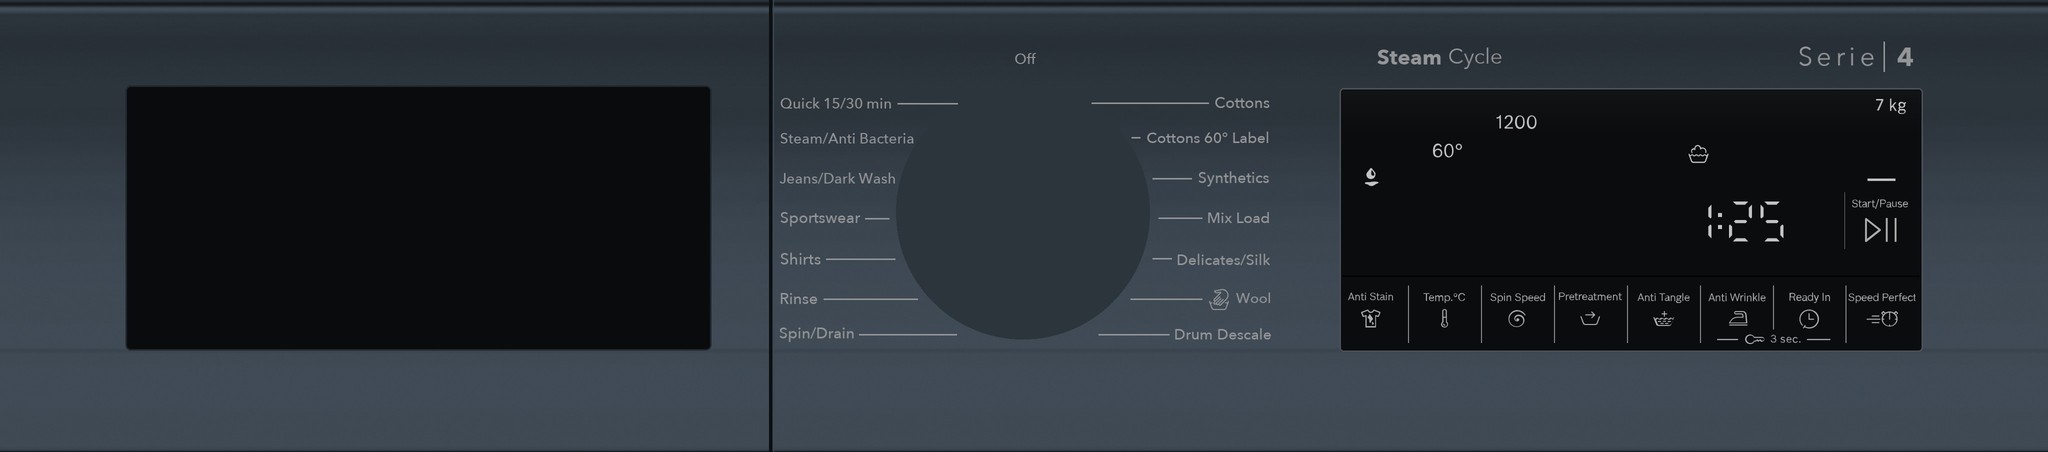 Off
Quick 15/30 min
Steam/Anti Bacteria
Jeans/Dark Wash
Sportswear
Shirts
Rinse
Spin/Drain
Cottons
Cottons 60° Label
Synthetics
Mix Load
Delicates/Silk
Wool
Drum Descale
Steam Cycle
Serie 4
7 kg
1200
60°
1:25
Start/Pause
Anti Stain
Temp.°C
Spin Speed
Pretreatment
Anti Tangle
Anti Wrinkle
Ready In
Speed Perfect
3 sec.